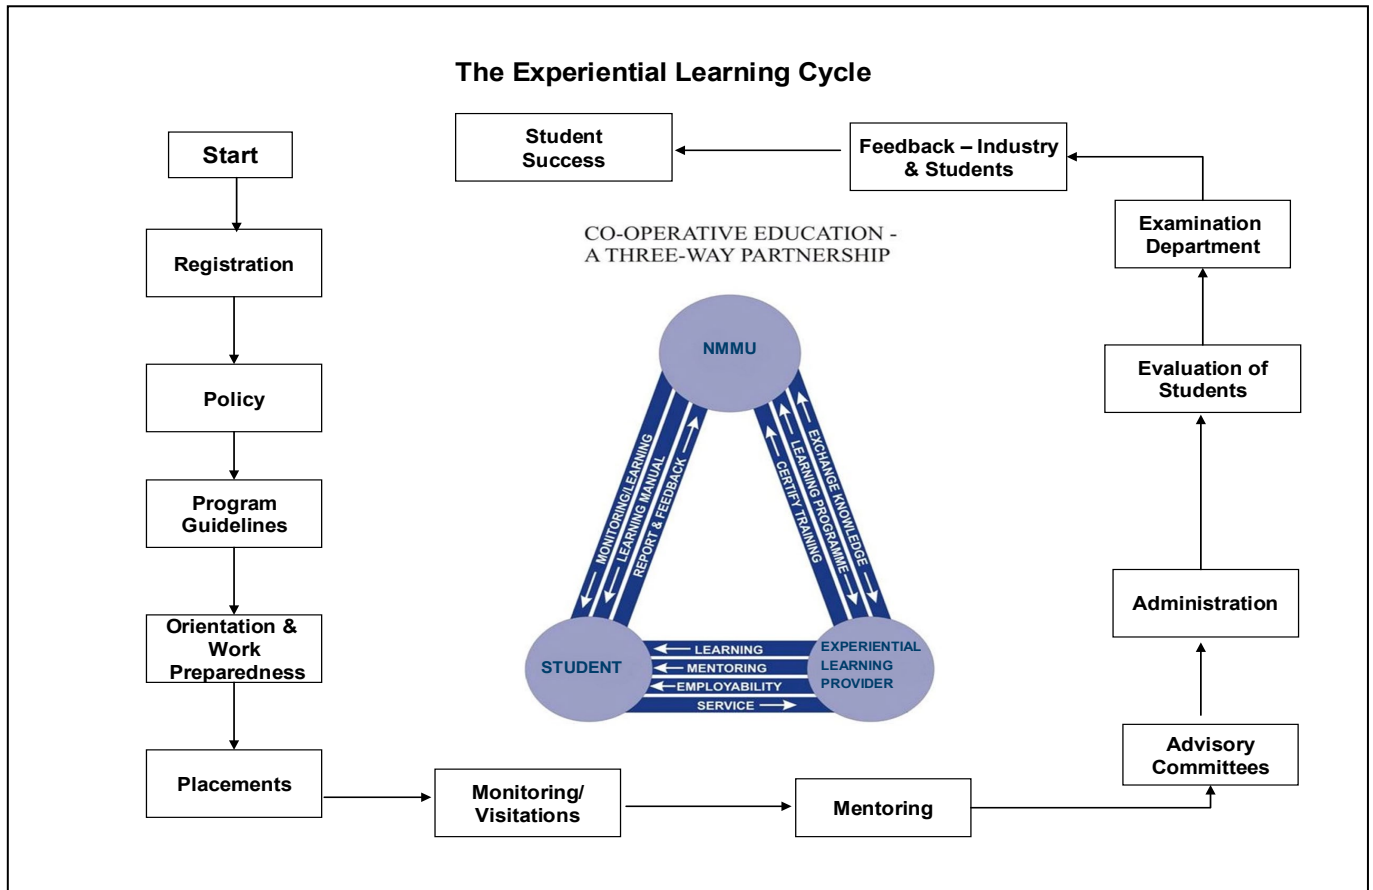 The Experiential Learning Cycle
Start
Registration
Policy
Program
Guidelines
Orientation &
Work
Preparedness
Placements
Monitoring/
Visitations
Mentoring
Advisory
Committees
Administration
Evaluation of
Students
Examination
Department
Feedback – Industry
& Students
Student
Success
CO-OPERATIVE EDUCATION -
A THREE-WAY PARTNERSHIP
NMMU
MONITORING/LEARNING
LEARNING MANUAL
REPORT & FEEDBACK
EXCHANGE KNOWLEDGE
LEARNING PROGRAMME
CERTIFY TRAINING
STUDENT
LEARNING
MENTORING
EMPLOYABILITY
SERVICE
EXPERIENTIAL
LEARNING
PROVIDER